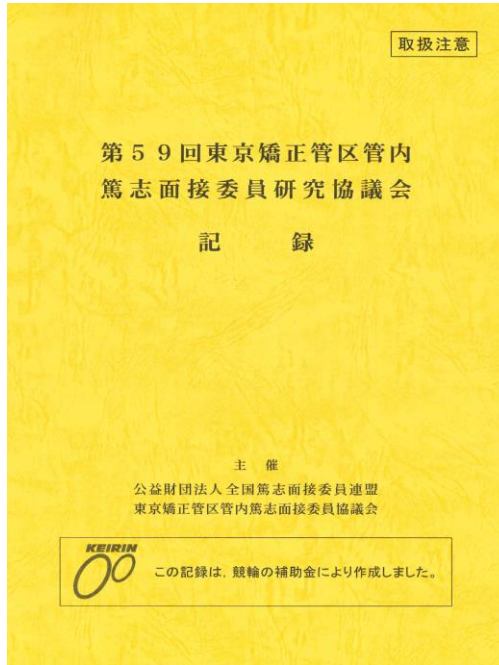 取扱注意
第５９回東京矯正管区管内
篤志面接委員研究協議会
記　　録
主　催
公益財団法人全国篤志面接委員連盟
東京矯正管区管内篤志面接委員協議会
KEIRIN
この記録は，競輪の補助金により作成しました。